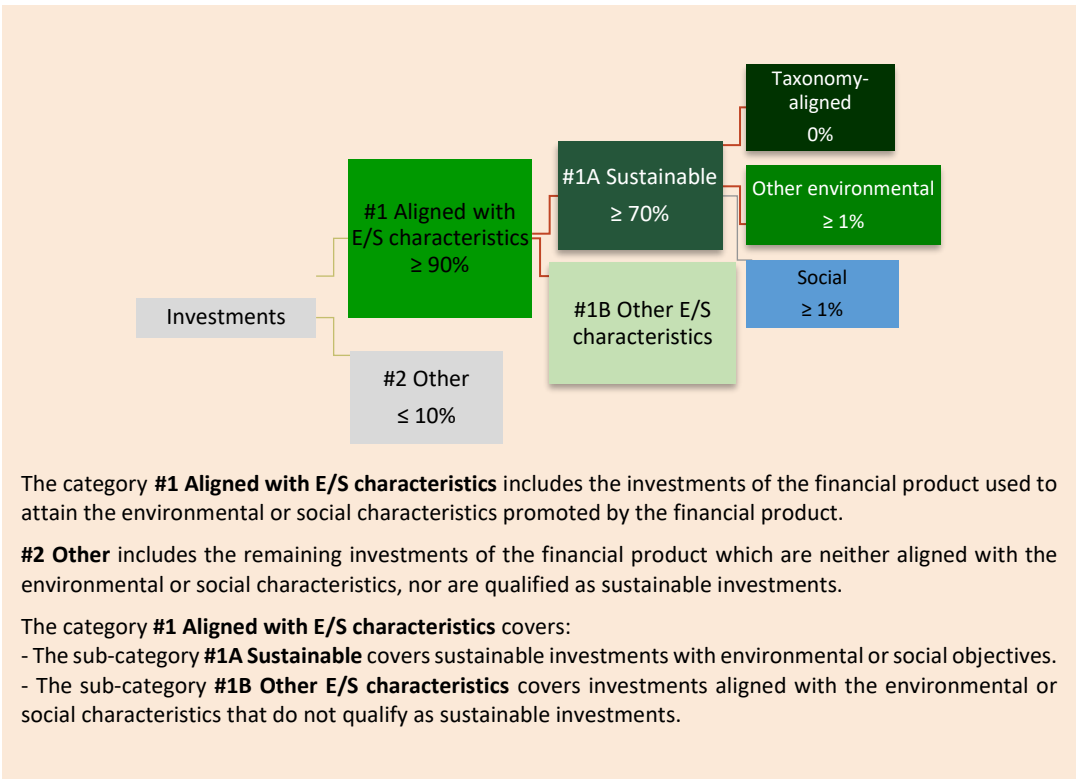 Taxonomy-
aligned
0%
#1A Sustainable
≥ 70%
Other environmental
≥ 1%
#1 Aligned with
E/S characteristics
≥ 90%
Social
≥ 1%
Investments
#1B Other E/S
characteristics
#2 Other
≤ 10%
The category #1 Aligned with E/S characteristics includes the investments of the financial product used to
attain the environmental or social characteristics promoted by the financial product.
#2 Other includes the remaining investments of the financial product which are neither aligned with the
environmental or social characteristics, nor are qualified as sustainable investments.
The category #1 Aligned with E/S characteristics covers:
- The sub-category #1A Sustainable covers sustainable investments with environmental or social objectives.
- The sub-category #1B Other E/S characteristics covers investments aligned with the environmental or
social characteristics that do not qualify as sustainable investments.